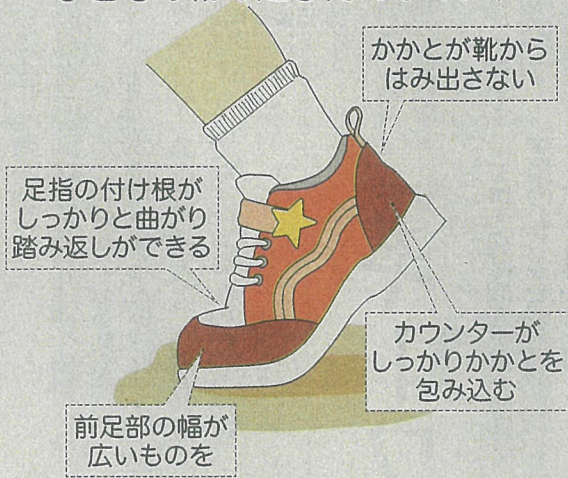 かかとが靴から
はみ出さない
足指の付け根が
しっかりと曲がり
踏み返しができる
カウンターが
しっかりかかとを
包み込む
前足部の幅が
広いものを